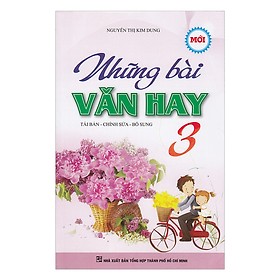 NGUYỄN THỊ KIM DUNG
MỚI
Những bài
VĂN HAY
TÁI BẢN - CHỈNH SỬA - BỔ SUNG
3
NHÀ XUẤT BẢN TỔNG HỢP THÀNH PHỐ HỒ CHÍ MINH